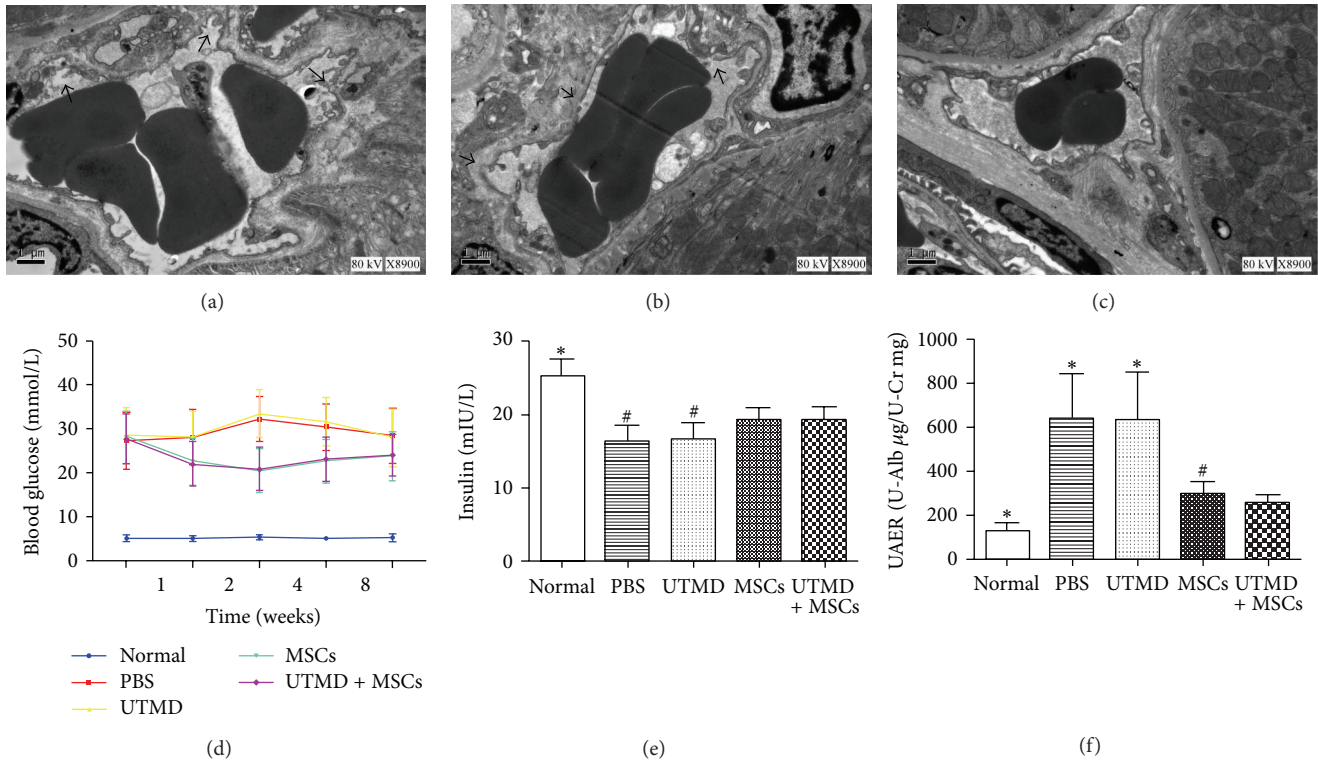 1 μm
80 kV X8900
(a)
1 μm
80 kV X8900
(b)
1 μm
80 kV X8900
(c)
Blood glucose (mmol/L)
50
40
30
20
10
0
1 2 4 8
Time (weeks)
Normal
PBS
UTMD
MSCs
UTMD + MSCs
(d)
Insulin (mIU/L)
30
20
10
0
*
#
#
Normal
PBS
UTMD
MSCs
UTMD
+ MSCs
(e)
UAER (U-Alb μg/U-Cr mg)
1000
800
600
400
200
0
*
*
*
#
Normal
PBS
UTMD
MSCs
UTMD
+ MSCs
(f)